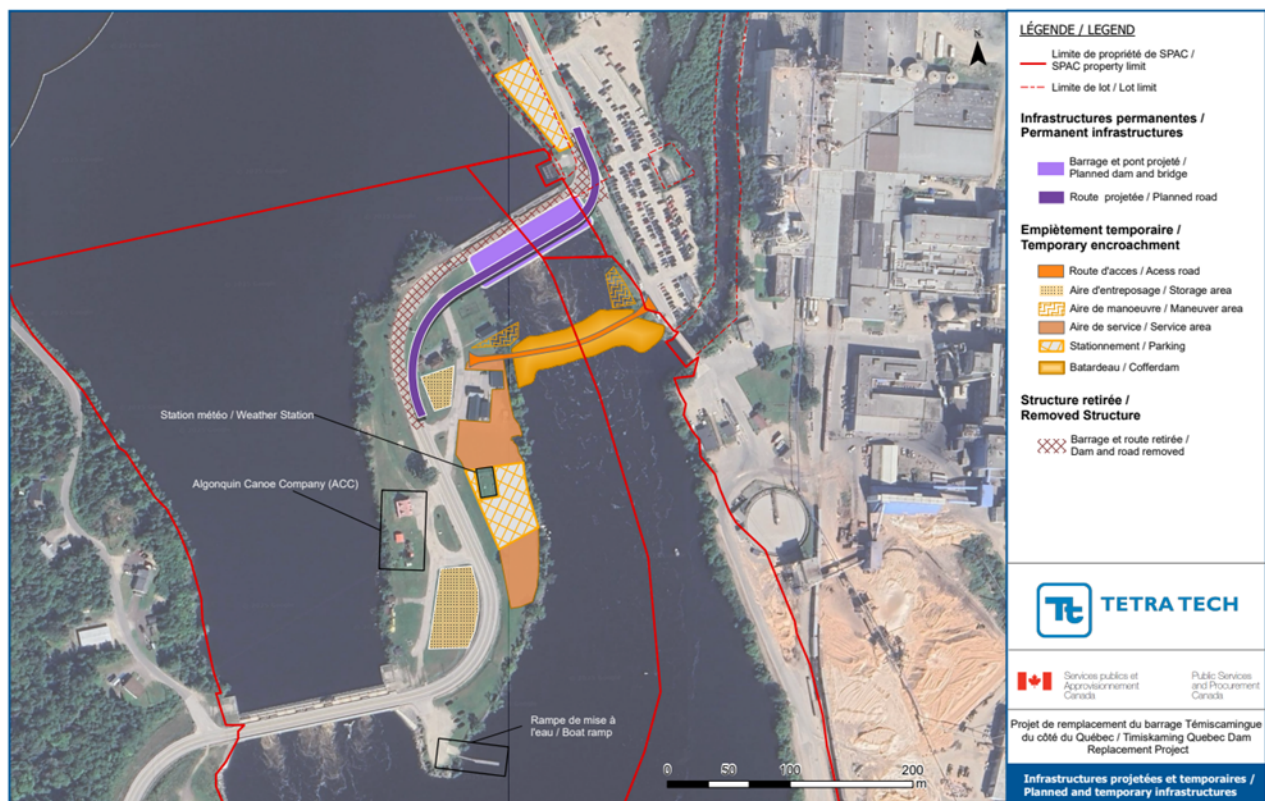 LÉGENDE / LEGEND
N
Limite de propriété de SPAC /
SPAC property limit
Limite de lot / Lot limit
Infrastructures permanentes /
Permanent infrastructures
Barrage et pont projeté /
Planned dam and bridge
Route projetée / Planned road
Empiètement temporaire /
Temporary encroachment
Route d'acces / Acess road
Aire d'entreposage / Storage area
Aire de manoeuvre / Maneuver area
Aire de service / Service area
Stationnement / Parking
Batardeau / Cofferdam
Structure retirée /
Removed Structure
Barrage et route retirée /
Dam and road removed
Station météo / Weather Station
Algonquin Canoe Company (ACC)
Rampe de mise à
l'eau / Boat ramp
0 50 100 200
m
Tt TETRA TECH
Services publics et
Approvisionnement
Canada
Public Services
and Procurement
Canada
Projet de remplacement du barrage Témiscamingue
du côté du Québec / Timiskaming Quebec Dam
Replacement Project
Infrastructures projetées et temporaires /
Planned and temporary infrastructures